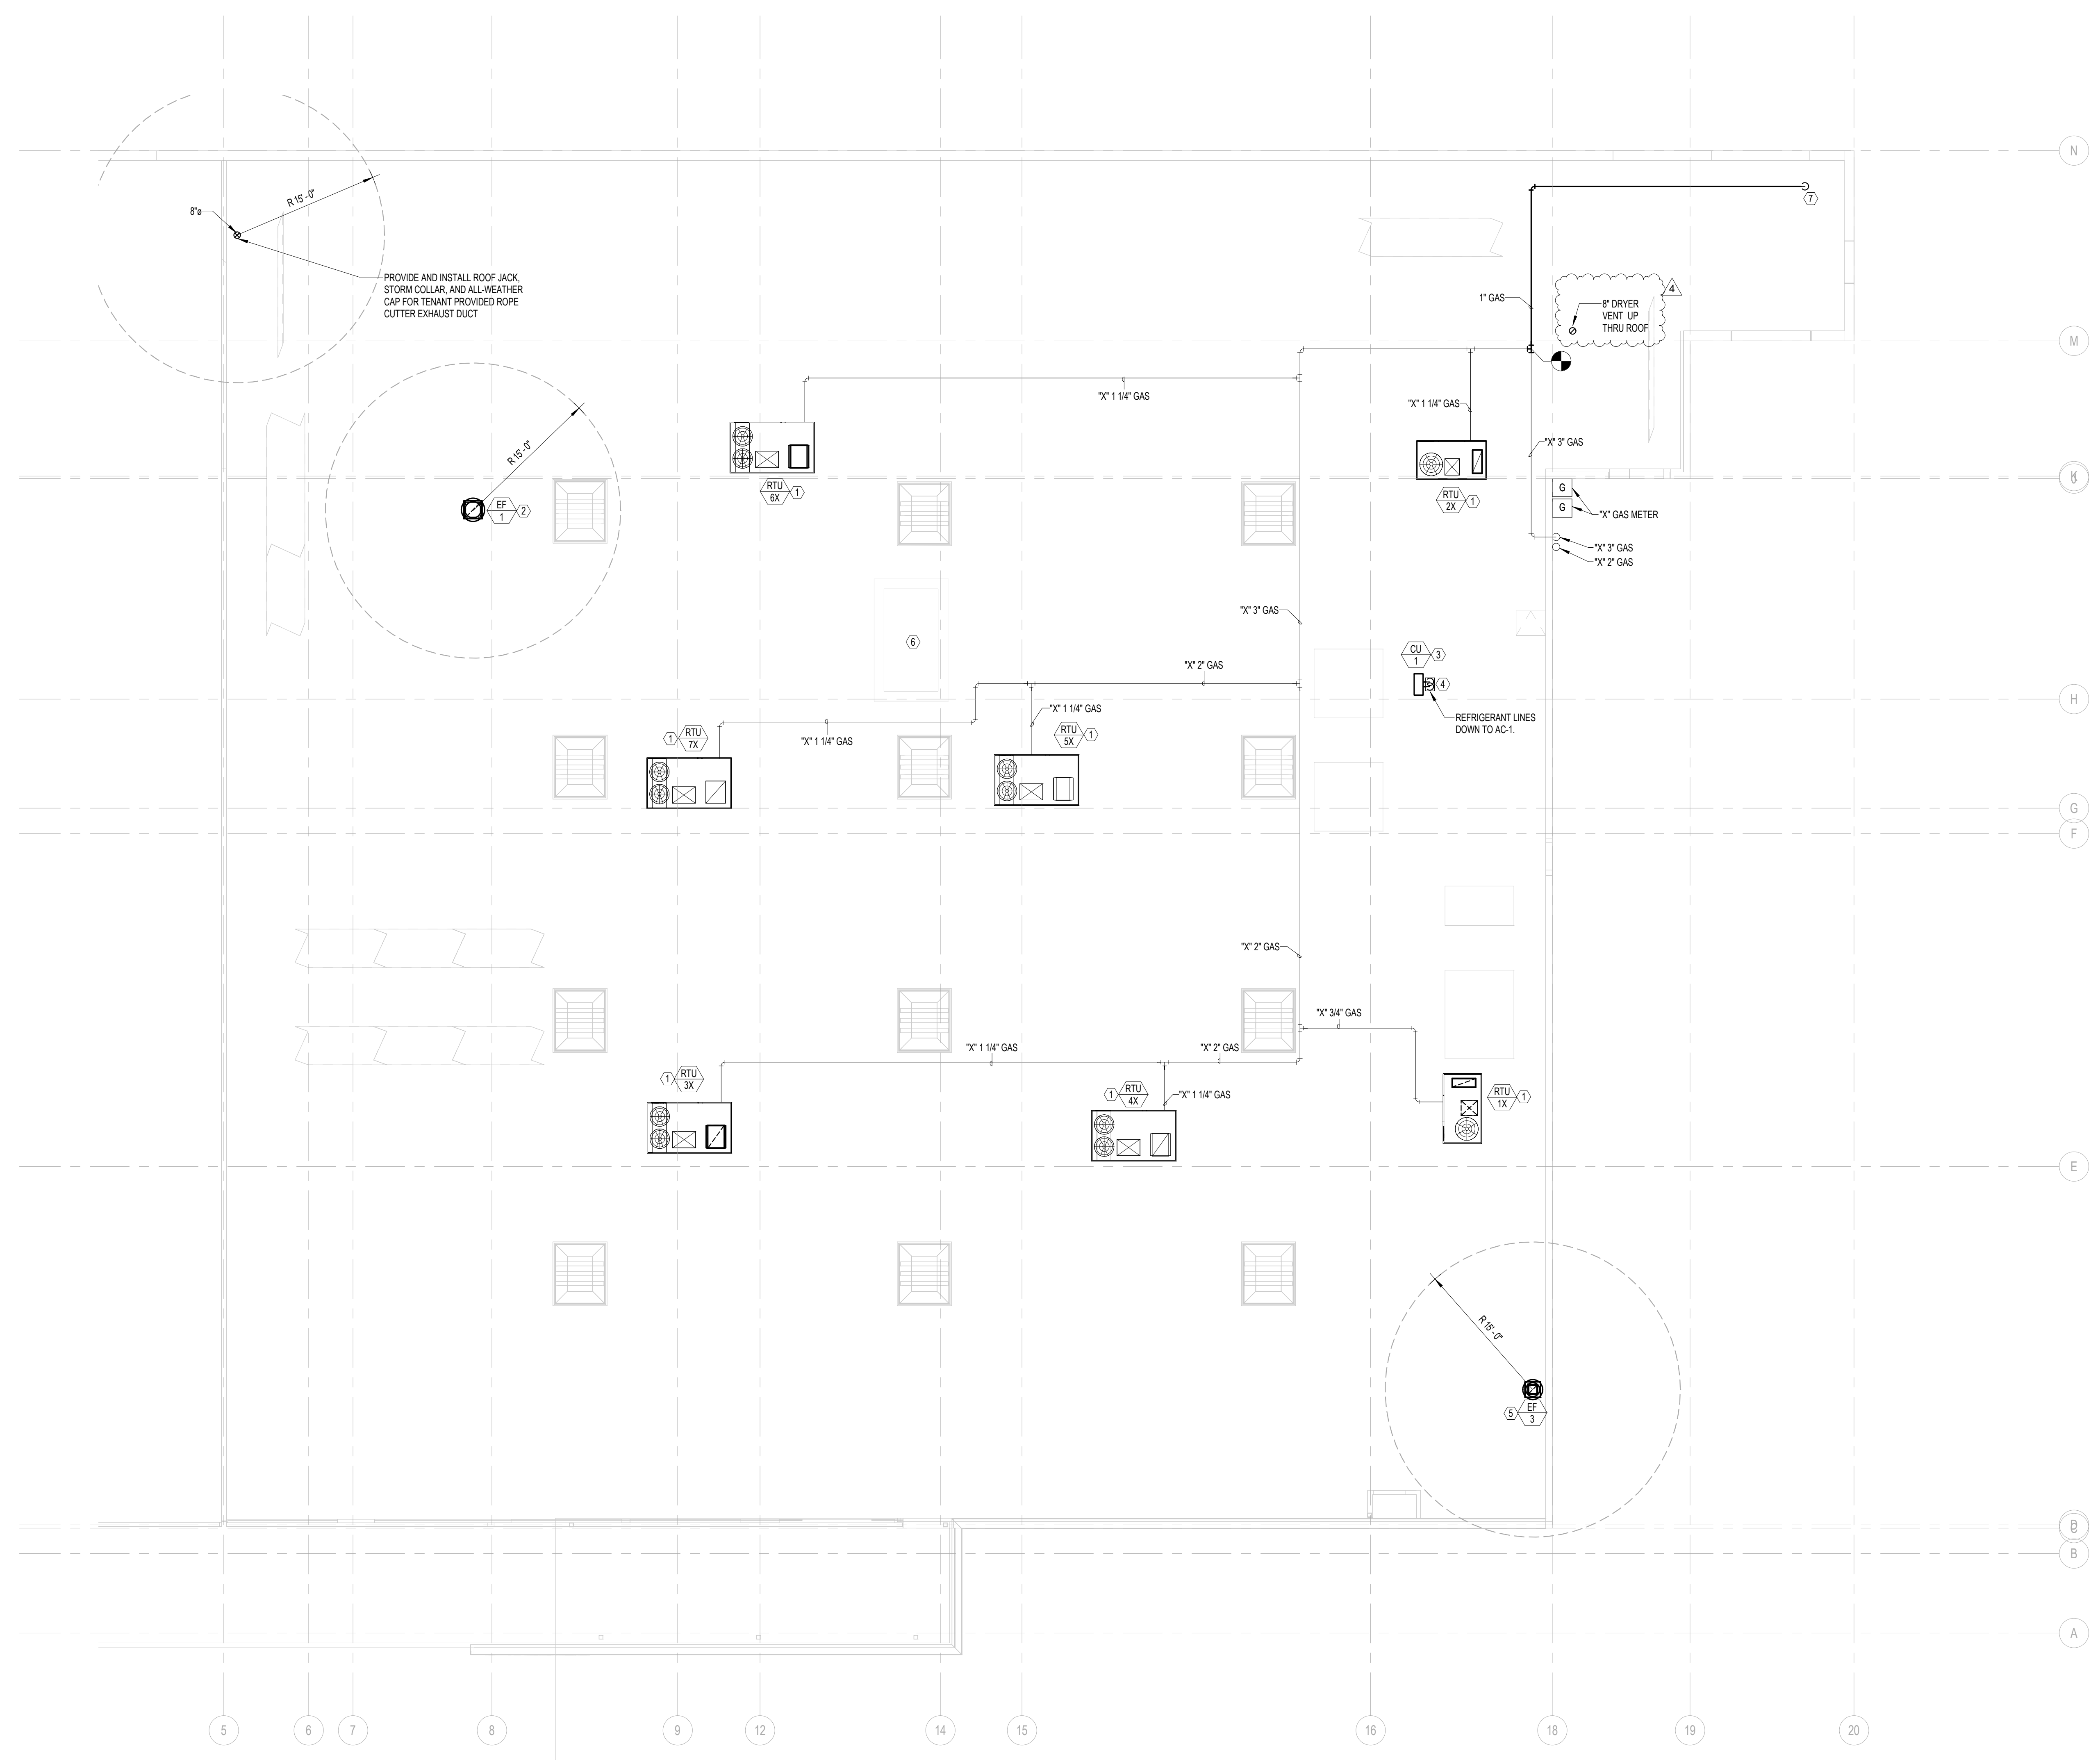 N
R 15' - 0"
8"ø
7
PROVIDE AND INSTALL ROOF JACK,
STORM COLLAR, AND ALL-WEATHER
CAP FOR TENANT PROVIDED ROPE
CUTTER EXHAUST DUCT
4
1" GAS
8" DRYER
VENT UP
THRU ROOF
M
"X" 1 1/4" GAS
"X" 1 1/4" GAS
"X" 3" GAS
R 15' - 0"
RTU
6X
1
RTU
2X
1
G
G
"X" GAS METER
EF
1
2
"X" 3" GAS
"X" 2" GAS
"X" 3" GAS
6
CU
1
3
4
"X" 2" GAS
H
"X" 1 1/4" GAS
REFRIGERANT LINES
DOWN TO AC-1.
1
RTU
7X
"X" 1 1/4" GAS
RTU
5X
1
G
F
"X" 2" GAS
"X" 3/4" GAS
"X" 1 1/4" GAS
"X" 2" GAS
1
RTU
3X
1
RTU
4X
"X" 1 1/4" GAS
RTU
1X
1
E
R 15' - 0"
5
EF
3
B
A
5
6
7
8
9
12
14
15
16
18
19
20